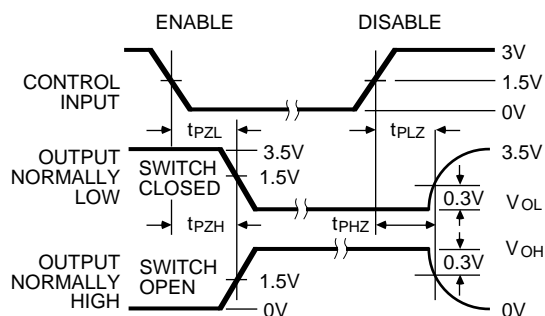 ENABLE
DISABLE
CONTROL
INPUT
3V
1.5V
0V
tPZL
tPLZ
OUTPUT
NORMALLY
LOW
SWITCH
CLOSED
3.5V
1.5V
3.5V
0.3V
VOL
tPZH
tPHZ
OUTPUT
NORMALLY
HIGH
SWITCH
OPEN
1.5V
0V
VOH
0.3V
0V